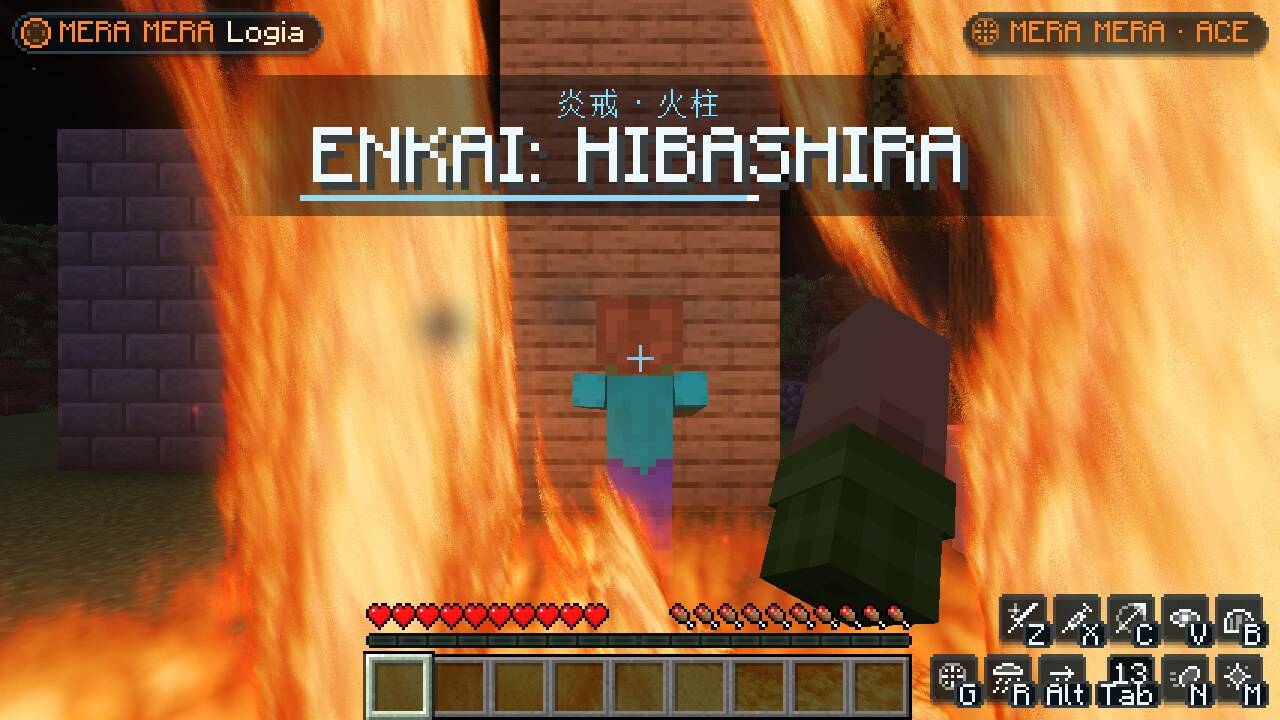 MERA MERA Logia
MERA MERA · ACE
炎戒 · 火柱
ENKAI: HIBASHIRA
Z
X
C
V
B
G
R
Alt
13
Tab
N
M